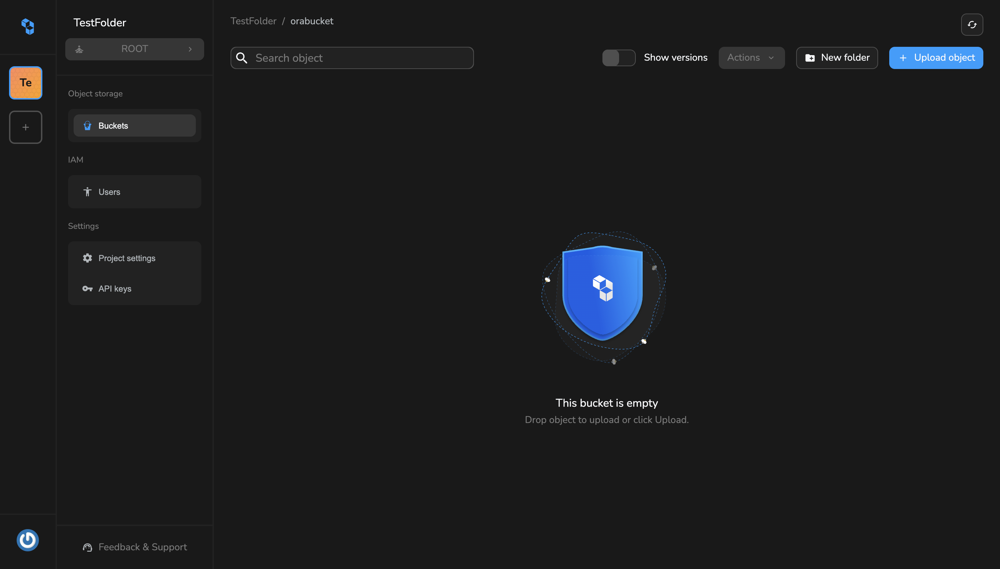 TestFolder
ROOT
Te
+
Object storage
Buckets
IAM
Users
Settings
Project settings
API keys
Feedback & Support
TestFolder / orabucket
Search object
Show versions
Actions
New folder
+ Upload object
This bucket is empty
Drop object to upload or click Upload.